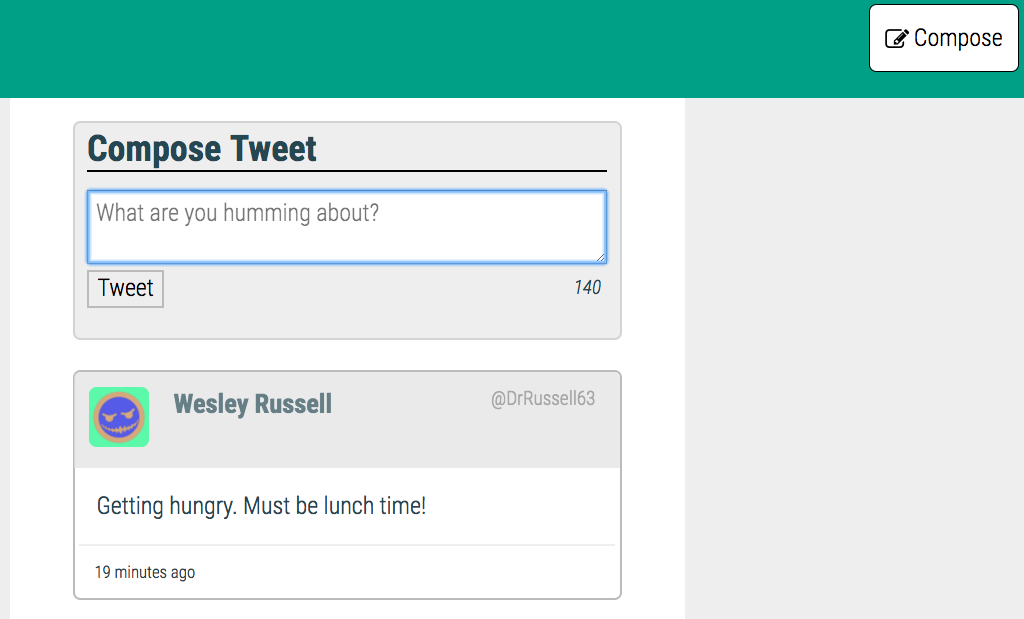 Compose
Compose Tweet
What are you humming about?
Tweet
140
Wesley Russell
@DrRussell63
Getting hungry. Must be lunch time!
19 minutes ago